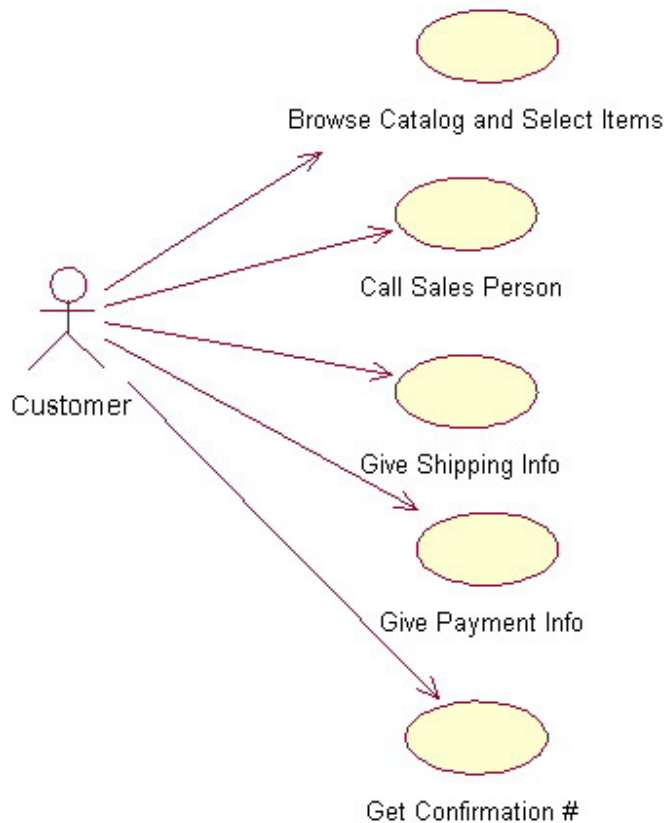 Browse Catalog and Select Items
Call Sales Person
Customer
Give Shipping Info
Give Payment Info
Get Confirmation #